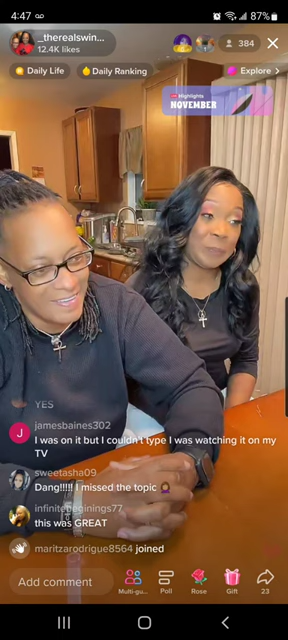 4:47
87%
_therealswin...
12.4K likes
384
Daily Life
Daily Ranking
Explore >
LIVE Highlights
NOVEMBER
YES
jamesbaines302
I was on it but I couldn't type I was watching it on my
TV
sweetasha09
Dang!!!!! I missed the topic
infinitebeginings77
this was GREAT
maritzarodrigue8564 joined
Add comment
Multi-gu...
Poll
Rose
Gift
23